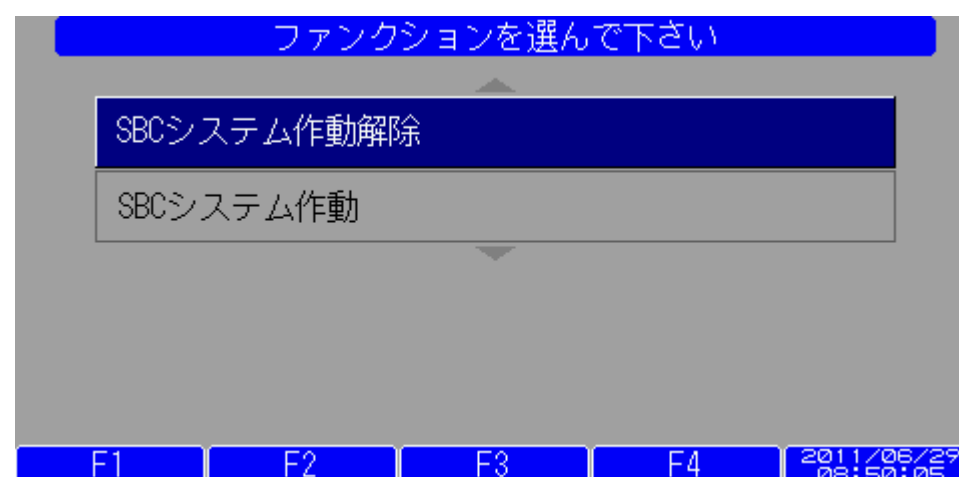 ファンクションを選んで下さい
SBCシステム作動解除
SBCシステム作動
F1 F2 F3 F4 2011/06/29
08:50:05